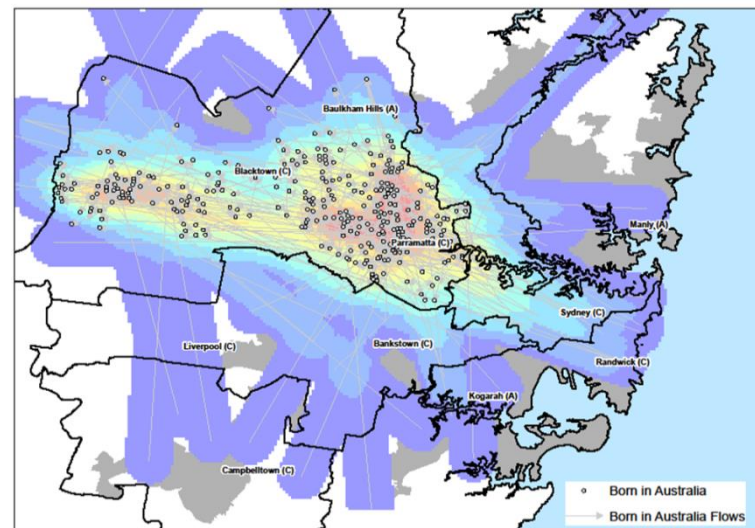 Baulkham Hills (A)
Blacktown (C)
Manly (A)
Parramatta (C)
Sydney (C)
Liverpool (C)
Bankstown (C)
Randwick (C)
Kogarah (A)
Campbelltown (C)
Born in Australia
Born in Australia Flows